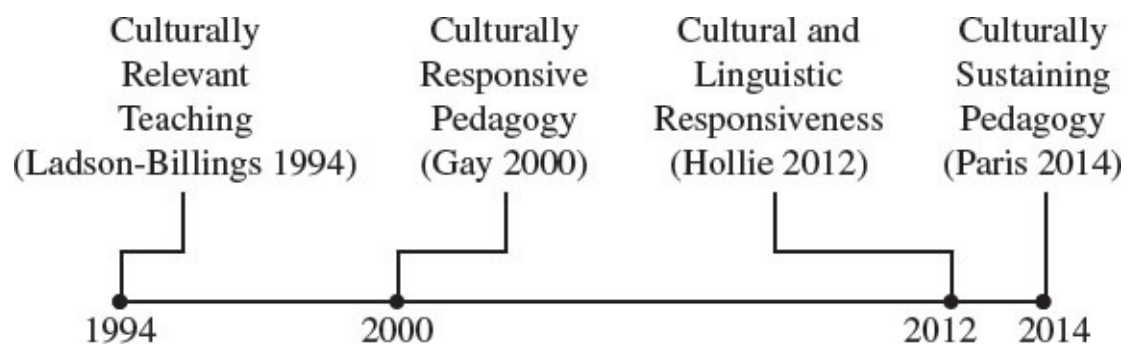 Culturally
Relevant
Teaching
(Ladson-Billings 1994)
Culturally
Responsive
Pedagogy
(Gay 2000)
Cultural and
Linguistic
Responsiveness
(Hollie 2012)
Culturally
Sustaining
Pedagogy
(Paris 2014)
1994
2000
2012
2014